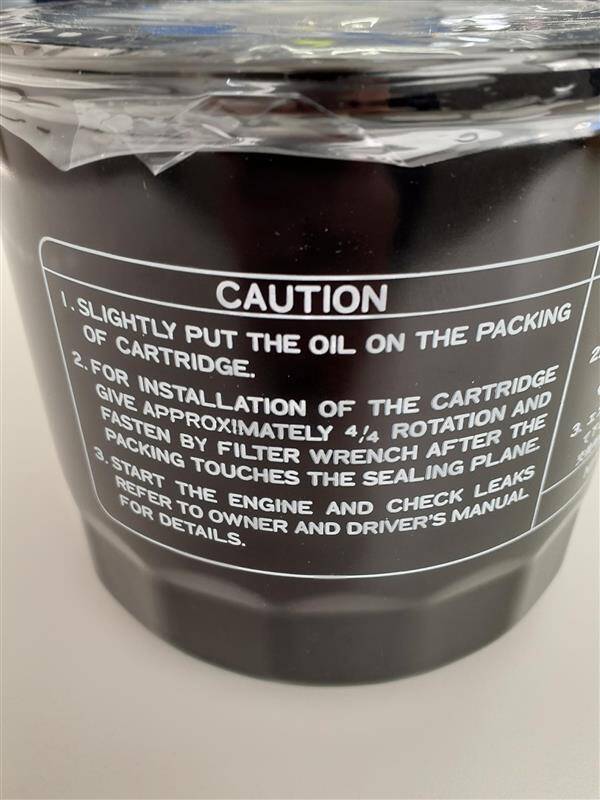 CAUTION
1. SLIGHTLY PUT THE OIL ON THE PACKING
OF CARTRIDGE.
2. FOR INSTALLATION OF THE CARTRIDGE
GIVE APPROXIMATELY 4/4 ROTATION AND
FASTEN BY FILTER WRENCH AFTER THE
PACKING TOUCHES THE SEALING PLANE
3. START THE ENGINE AND CHECK LEAKS
REFER TO OWNER AND DRIVER'S MANUAL
FOR DETAILS.
2.
3.